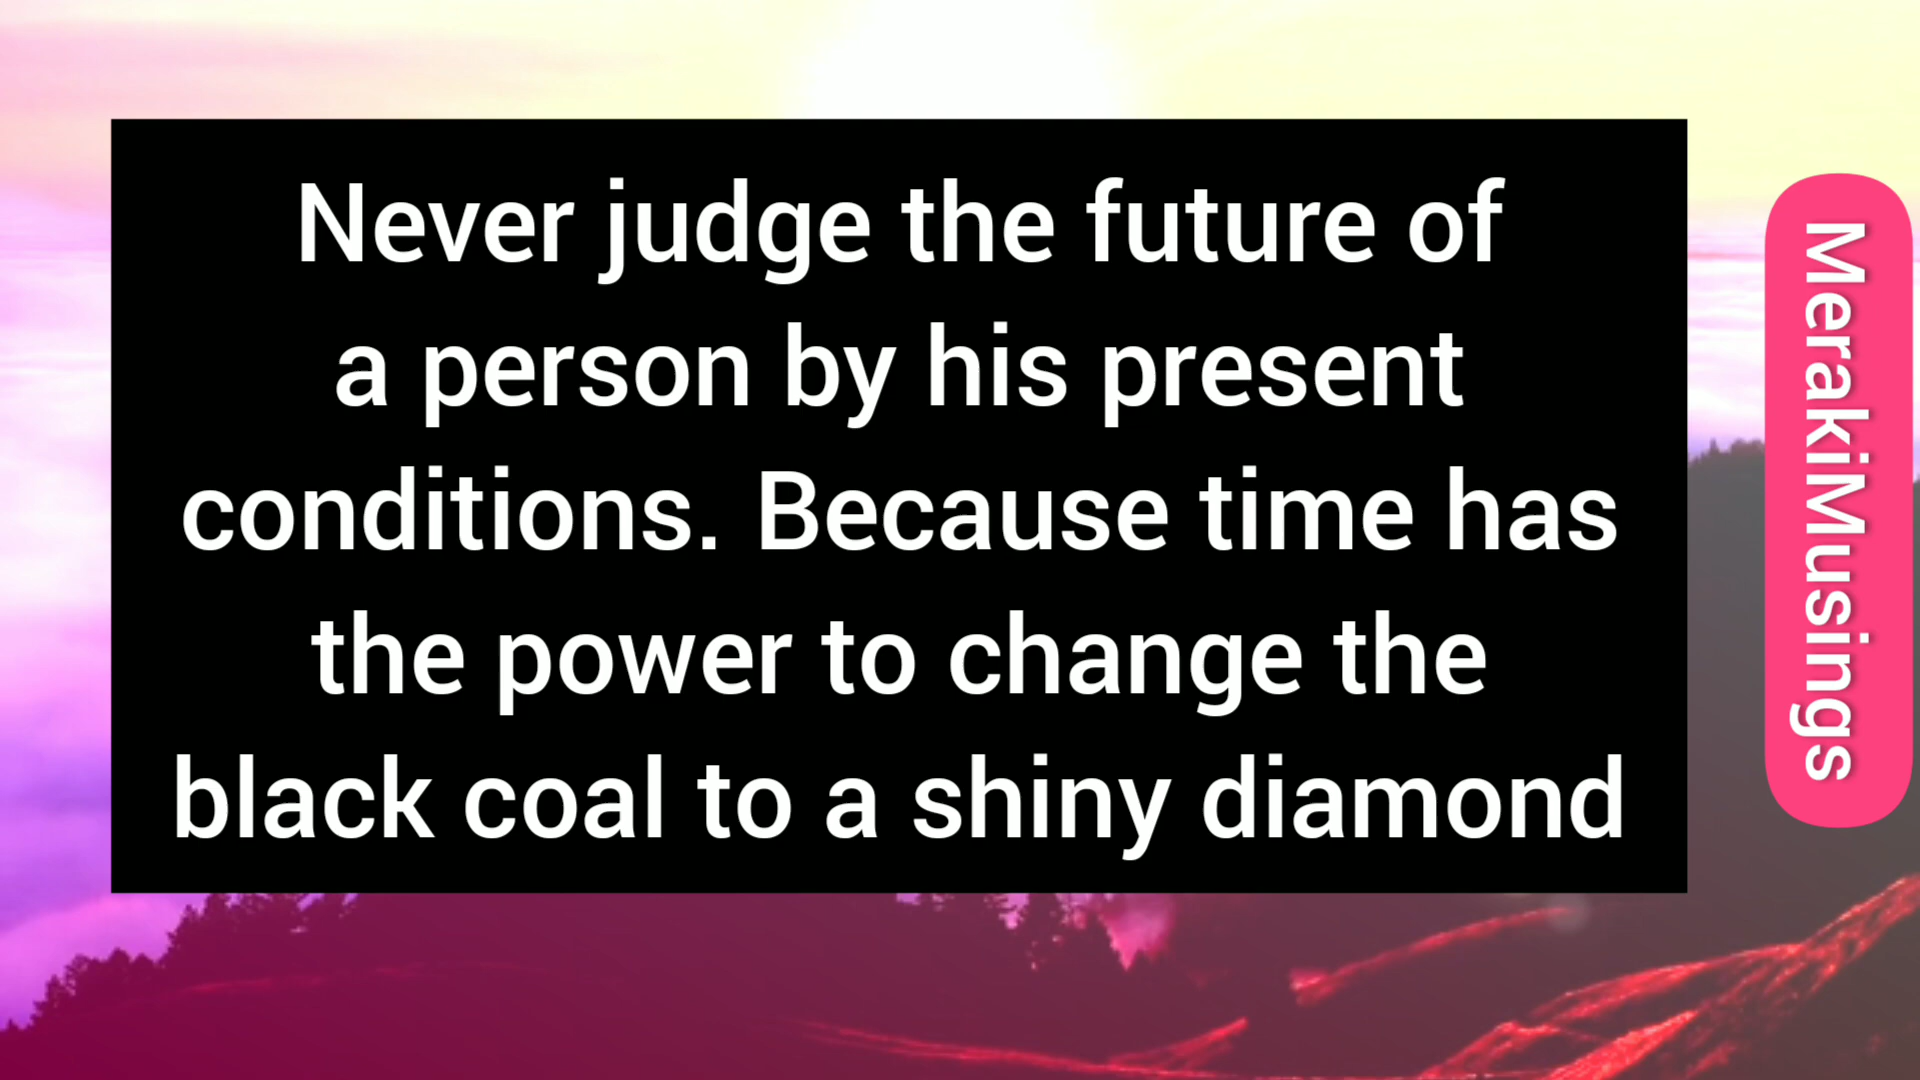 Never judge the future of
a person by his present
conditions. Because time has
the power to change the
black coal to a shiny diamond
MerakiMusings